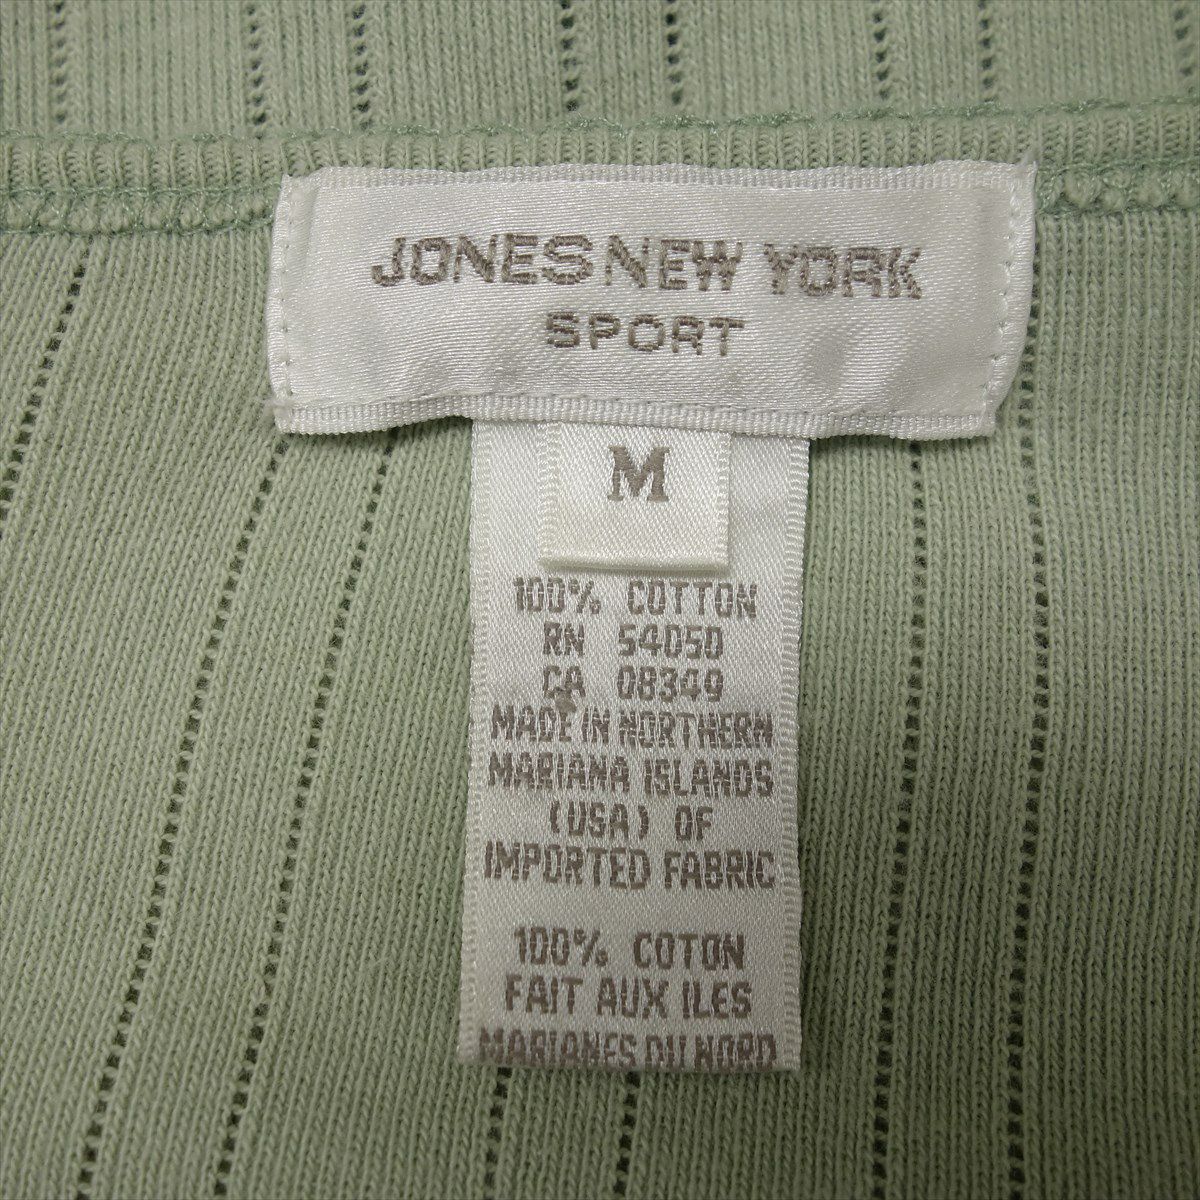 JONES NEW YORK
SPORT
M
100% COTTON
RN 54050
CA 08349
MADE IN NORTHERN
MARIANA ISLANDS
(USA) OF
IMPORTED FABRIC
100% COTON
FAIT AUX ILES
MARIANES DU NORD